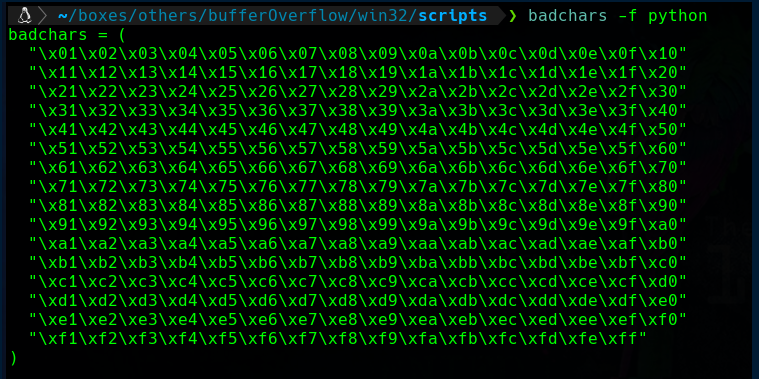 ~/boxes/others/bufferOverflow/win32/scripts ❯ badchars -f python
badchars = (
  "\x01\x02\x03\x04\x05\x06\x07\x08\x09\x0a\x0b\x0c\x0d\x0e\x0f\x10"
  "\x11\x12\x13\x14\x15\x16\x17\x18\x19\x1a\x1b\x1c\x1d\x1e\x1f\x20"
  "\x21\x22\x23\x24\x25\x26\x27\x28\x29\x2a\x2b\x2c\x2d\x2e\x2f\x30"
  "\x31\x32\x33\x34\x35\x36\x37\x38\x39\x3a\x3b\x3c\x3d\x3e\x3f\x40"
  "\x41\x42\x43\x44\x45\x46\x47\x48\x49\x4a\x4b\x4c\x4d\x4e\x4f\x50"
  "\x51\x52\x53\x54\x55\x56\x57\x58\x59\x5a\x5b\x5c\x5d\x5e\x5f\x60"
  "\x61\x62\x63\x64\x65\x66\x67\x68\x69\x6a\x6b\x6c\x6d\x6e\x6f\x70"
  "\x71\x72\x73\x74\x75\x76\x77\x78\x79\x7a\x7b\x7c\x7d\x7e\x7f\x80"
  "\x81\x82\x83\x84\x85\x86\x87\x88\x89\x8a\x8b\x8c\x8d\x8e\x8f\x90"
  "\x91\x92\x93\x94\x95\x96\x97\x98\x99\x9a\x9b\x9c\x9d\x9e\x9f\xa0"
  "\xa1\xa2\xa3\xa4\xa5\xa6\xa7\xa8\xa9\xaa\xab\xac\xad\xae\xaf\xb0"
  "\xb1\xb2\xb3\xb4\xb5\xb6\xb7\xb8\xb9\xba\xbb\xbc\xbd\xbe\xbf\xc0"
  "\xc1\xc2\xc3\xc4\xc5\xc6\xc7\xc8\xc9\xca\xcb\xcc\xcd\xce\xcf\xd0"
  "\xd1\xd2\xd3\xd4\xd5\xd6\xd7\xd8\xd9\xda\xdb\xdc\xdd\xde\xdf\xe0"
  "\xe1\xe2\xe3\xe4\xe5\xe6\xe7\xe8\xe9\xea\xeb\xec\xed\xee\xef\xf0"
  "\xf1\xf2\xf3\xf4\xf5\xf6\xf7\xf8\xf9\xfa\xfb\xfc\xfd\xfe\xff"
)